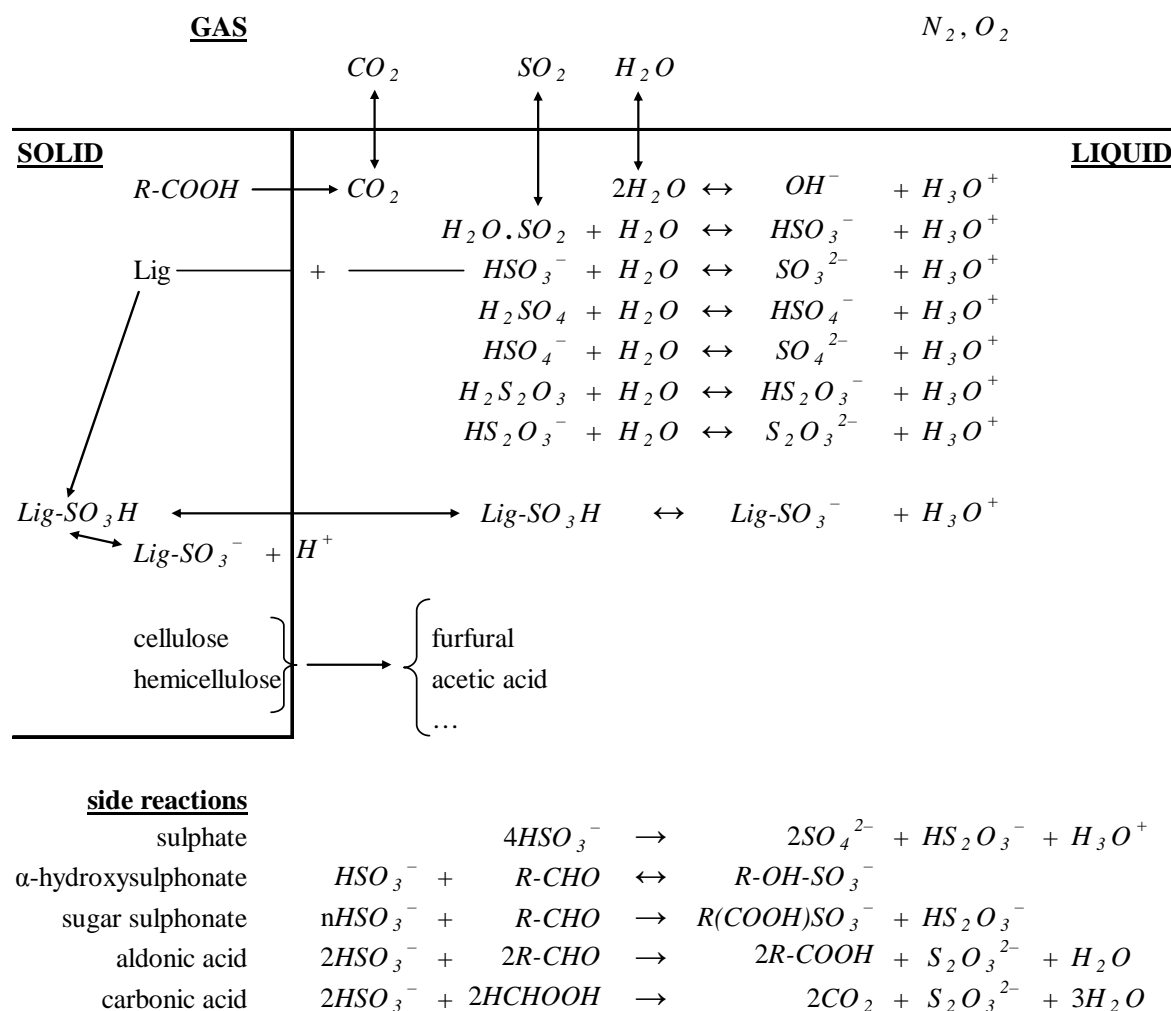 GAS N₂, O₂
CO₂ SO₂ H₂O
SOLID LIQUID
R-COOH CO₂ 2H₂O ↔ OH⁻ + H₃O⁺
H₂O.SO₂ + H₂O ↔ HSO₃⁻ + H₃O⁺
Lig + HSO₃⁻ + H₂O ↔ SO₃²⁻ + H₃O⁺
H₂SO₄ + H₂O ↔ HSO₄⁻ + H₃O⁺
HSO₄⁻ + H₂O ↔ SO₄²⁻ + H₃O⁺
H₂S₂O₃ + H₂O ↔ HS₂O₃⁻ + H₃O⁺
HS₂O₃⁻ + H₂O ↔ S₂O₃²⁻ + H₃O⁺
Lig-SO₃H Lig-SO₃H ↔ Lig-SO₃⁻ + H₃O⁺
Lig-SO₃⁻ + H⁺
cellulose furfural
hemicellulose acetic acid
…
side reactions
sulphate 4HSO₃⁻ → 2SO₄²⁻ + HS₂O₃⁻ + H₃O⁺
α-hydroxysulphonate HSO₃⁻ + R-CHO ↔ R-OH-SO₃⁻
sugar sulphonate nHSO₃⁻ + R-CHO → R(COOH)SO₃⁻ + HS₂O₃⁻
aldonic acid 2HSO₃⁻ + 2R-CHO → 2R-COOH + S₂O₃²⁻ + H₂O
carbonic acid 2HSO₃⁻ + 2HCHOOH → 2CO₂ + S₂O₃²⁻ + 3H₂O